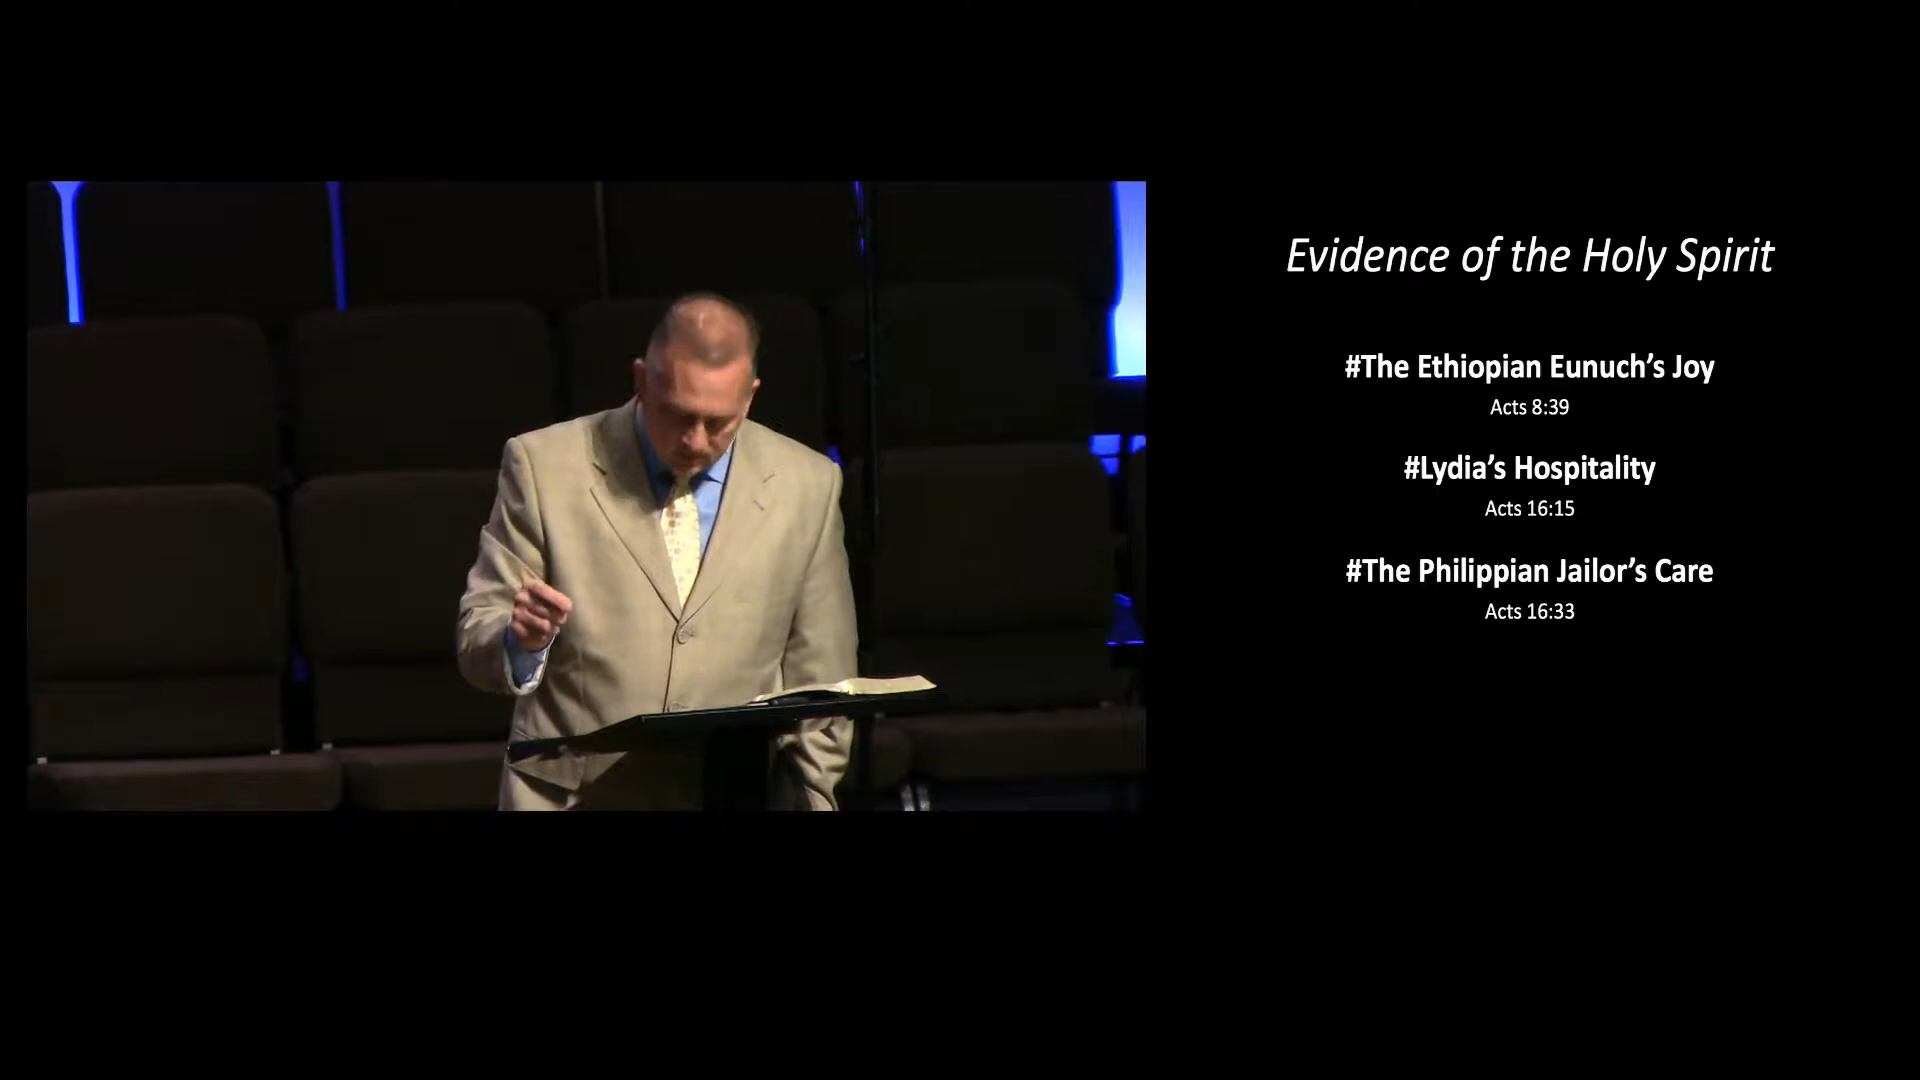 Evidence of the Holy Spirit
#The Ethiopian Eunuch’s Joy
Acts 8:39
#Lydia’s Hospitality
Acts 16:15
#The Philippian Jailor’s Care
Acts 16:33